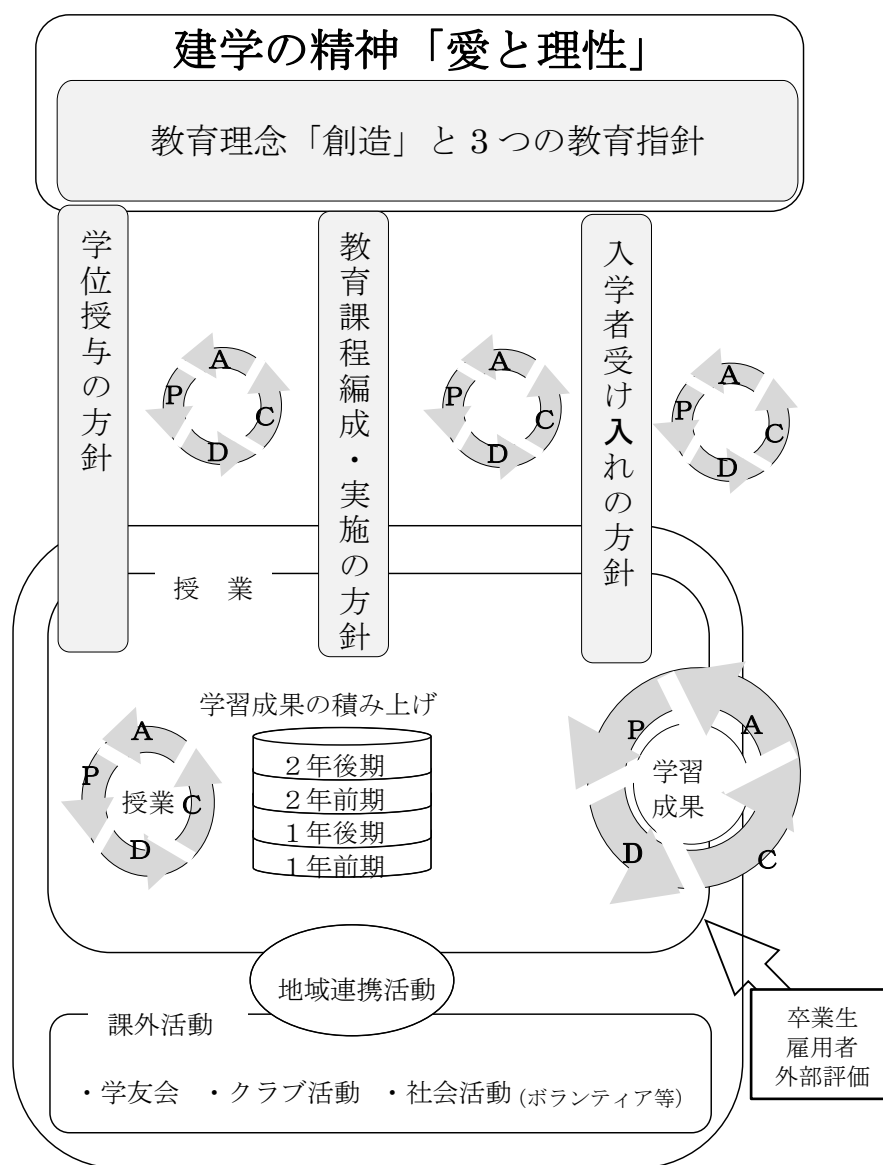 建学の精神「愛と理性」
教育理念「創造」と３つの教育指針
学位授与の方針
教育課程編成・実施の方針
入学者受け入れの方針
A
P
C
D
A
P
C
D
A
P
C
D
授　業
学習成果の積み上げ
A
P
授業
C
D
２年後期
２年前期
１年後期
１年前期
P
A
学習
成果
D
C
地域連携活動
課外活動
・学友会　・クラブ活動　・社会活動(ボランティア等)
卒業生
雇用者
外部評価